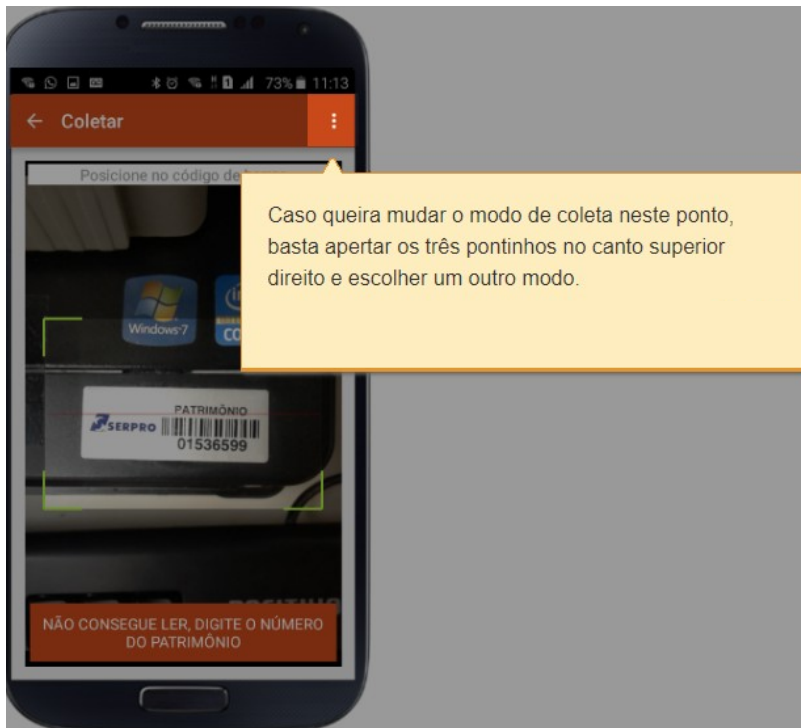 73% 11:13
Coletar
Posicione no código de
Caso queira mudar o modo de coleta neste ponto,
basta apertar os três pontinhos no canto superior
direito e escolher um outro modo.
Windows 7
PATRIMÔNIO
SERPRO
01536599
NÃO CONSEGUE LER, DIGITE O NÚMERO
DO PATRIMÔNIO